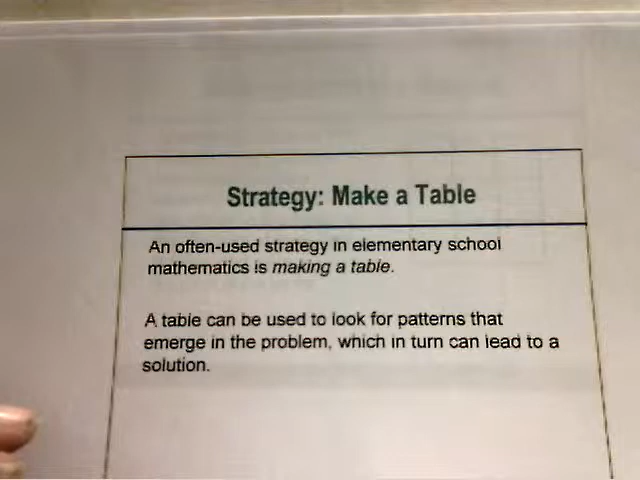 Strategy: Make a Table
An often-used strategy in elementary school
mathematics is making a table.
A table can be used to look for patterns that
emerge in the problem, which in turn can lead to a
solution.